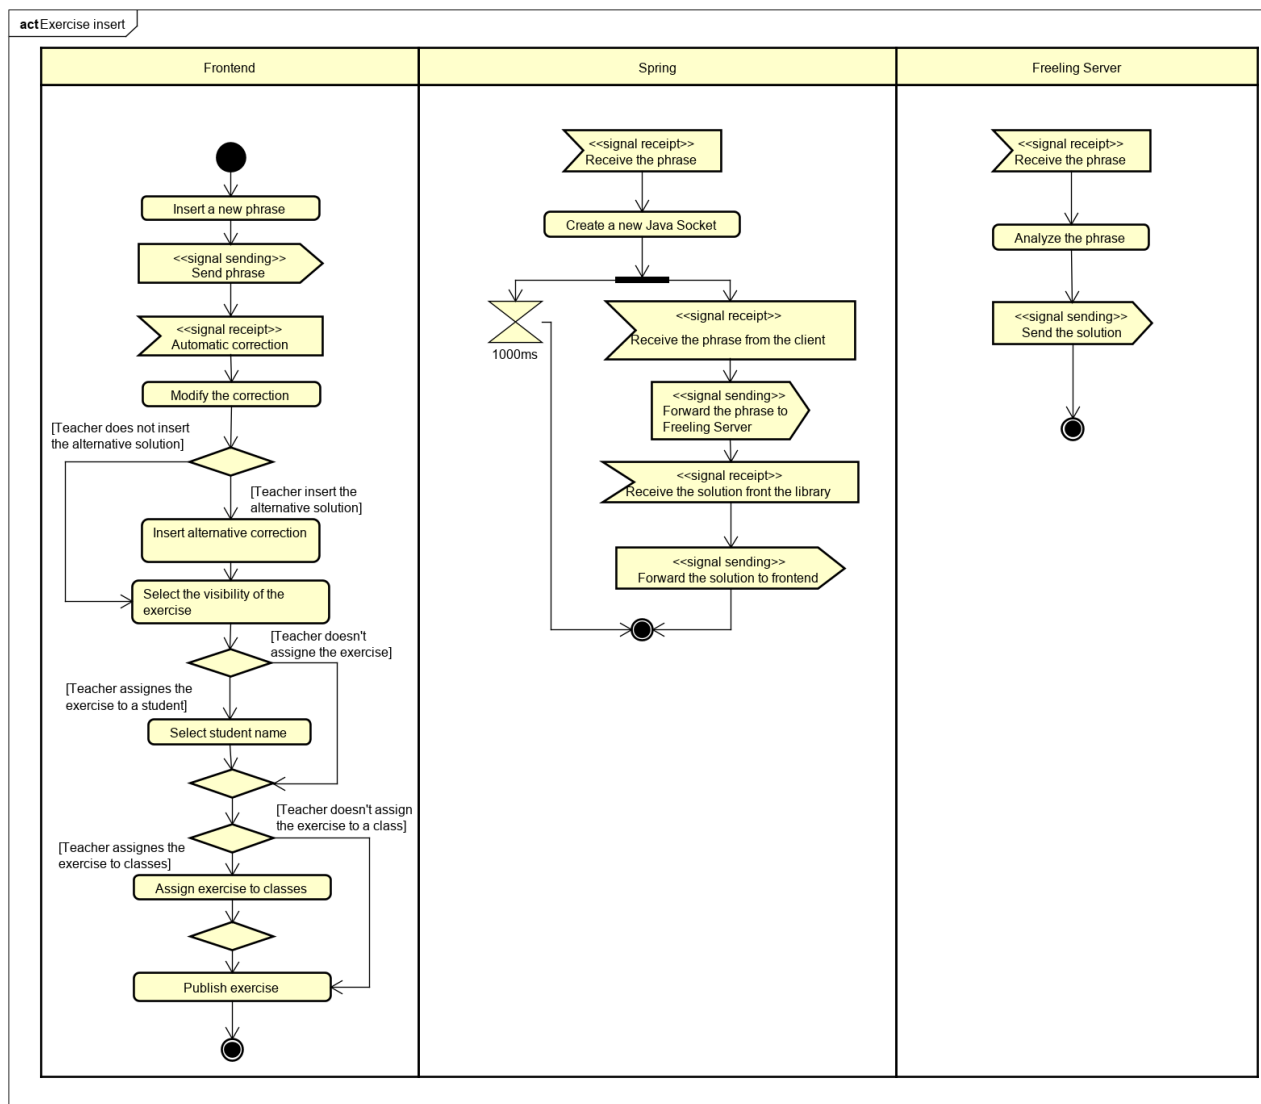 act Exercise insert
Frontend
Spring
Freeling Server
Insert a new phrase
<<signal sending>>
Send phrase
<<signal receipt>>
Automatic correction
Modify the correction
[Teacher does not insert
the alternative solution]
[Teacher insert the
alternative solution]
Insert alternative correction
Select the visibility of the
exercise
[Teacher doesn't
assigne the exercise]
[Teacher assignes the
exercise to a student]
Select student name
[Teacher doesn't assign
the exercise to a class]
[Teacher assignes the
exercise to classes]
Assign exercise to classes
Publish exercise
<<signal receipt>>
Receive the phrase
Create a new Java Socket
1000ms
<<signal receipt>>
Receive the phrase from the client
<<signal sending>>
Forward the phrase to
Freeling Server
<<signal receipt>>
Receive the solution front the library
<<signal sending>>
Forward the solution to frontend
<<signal receipt>>
Receive the phrase
Analyze the phrase
<<signal sending>>
Send the solution